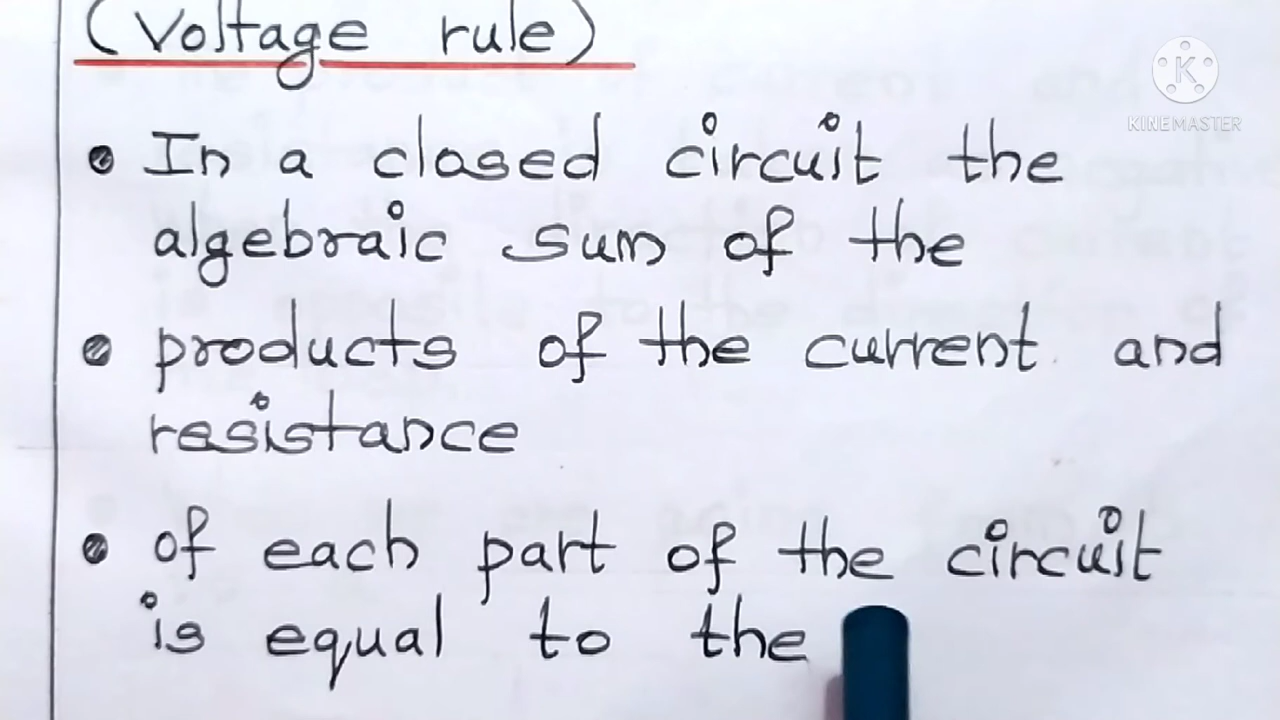 (Voltage rule)
KINEMASTER
• In a closed circuit the
algebraic sum of the
• products of the current and
resistance
• of each part of the circuit
is equal to the